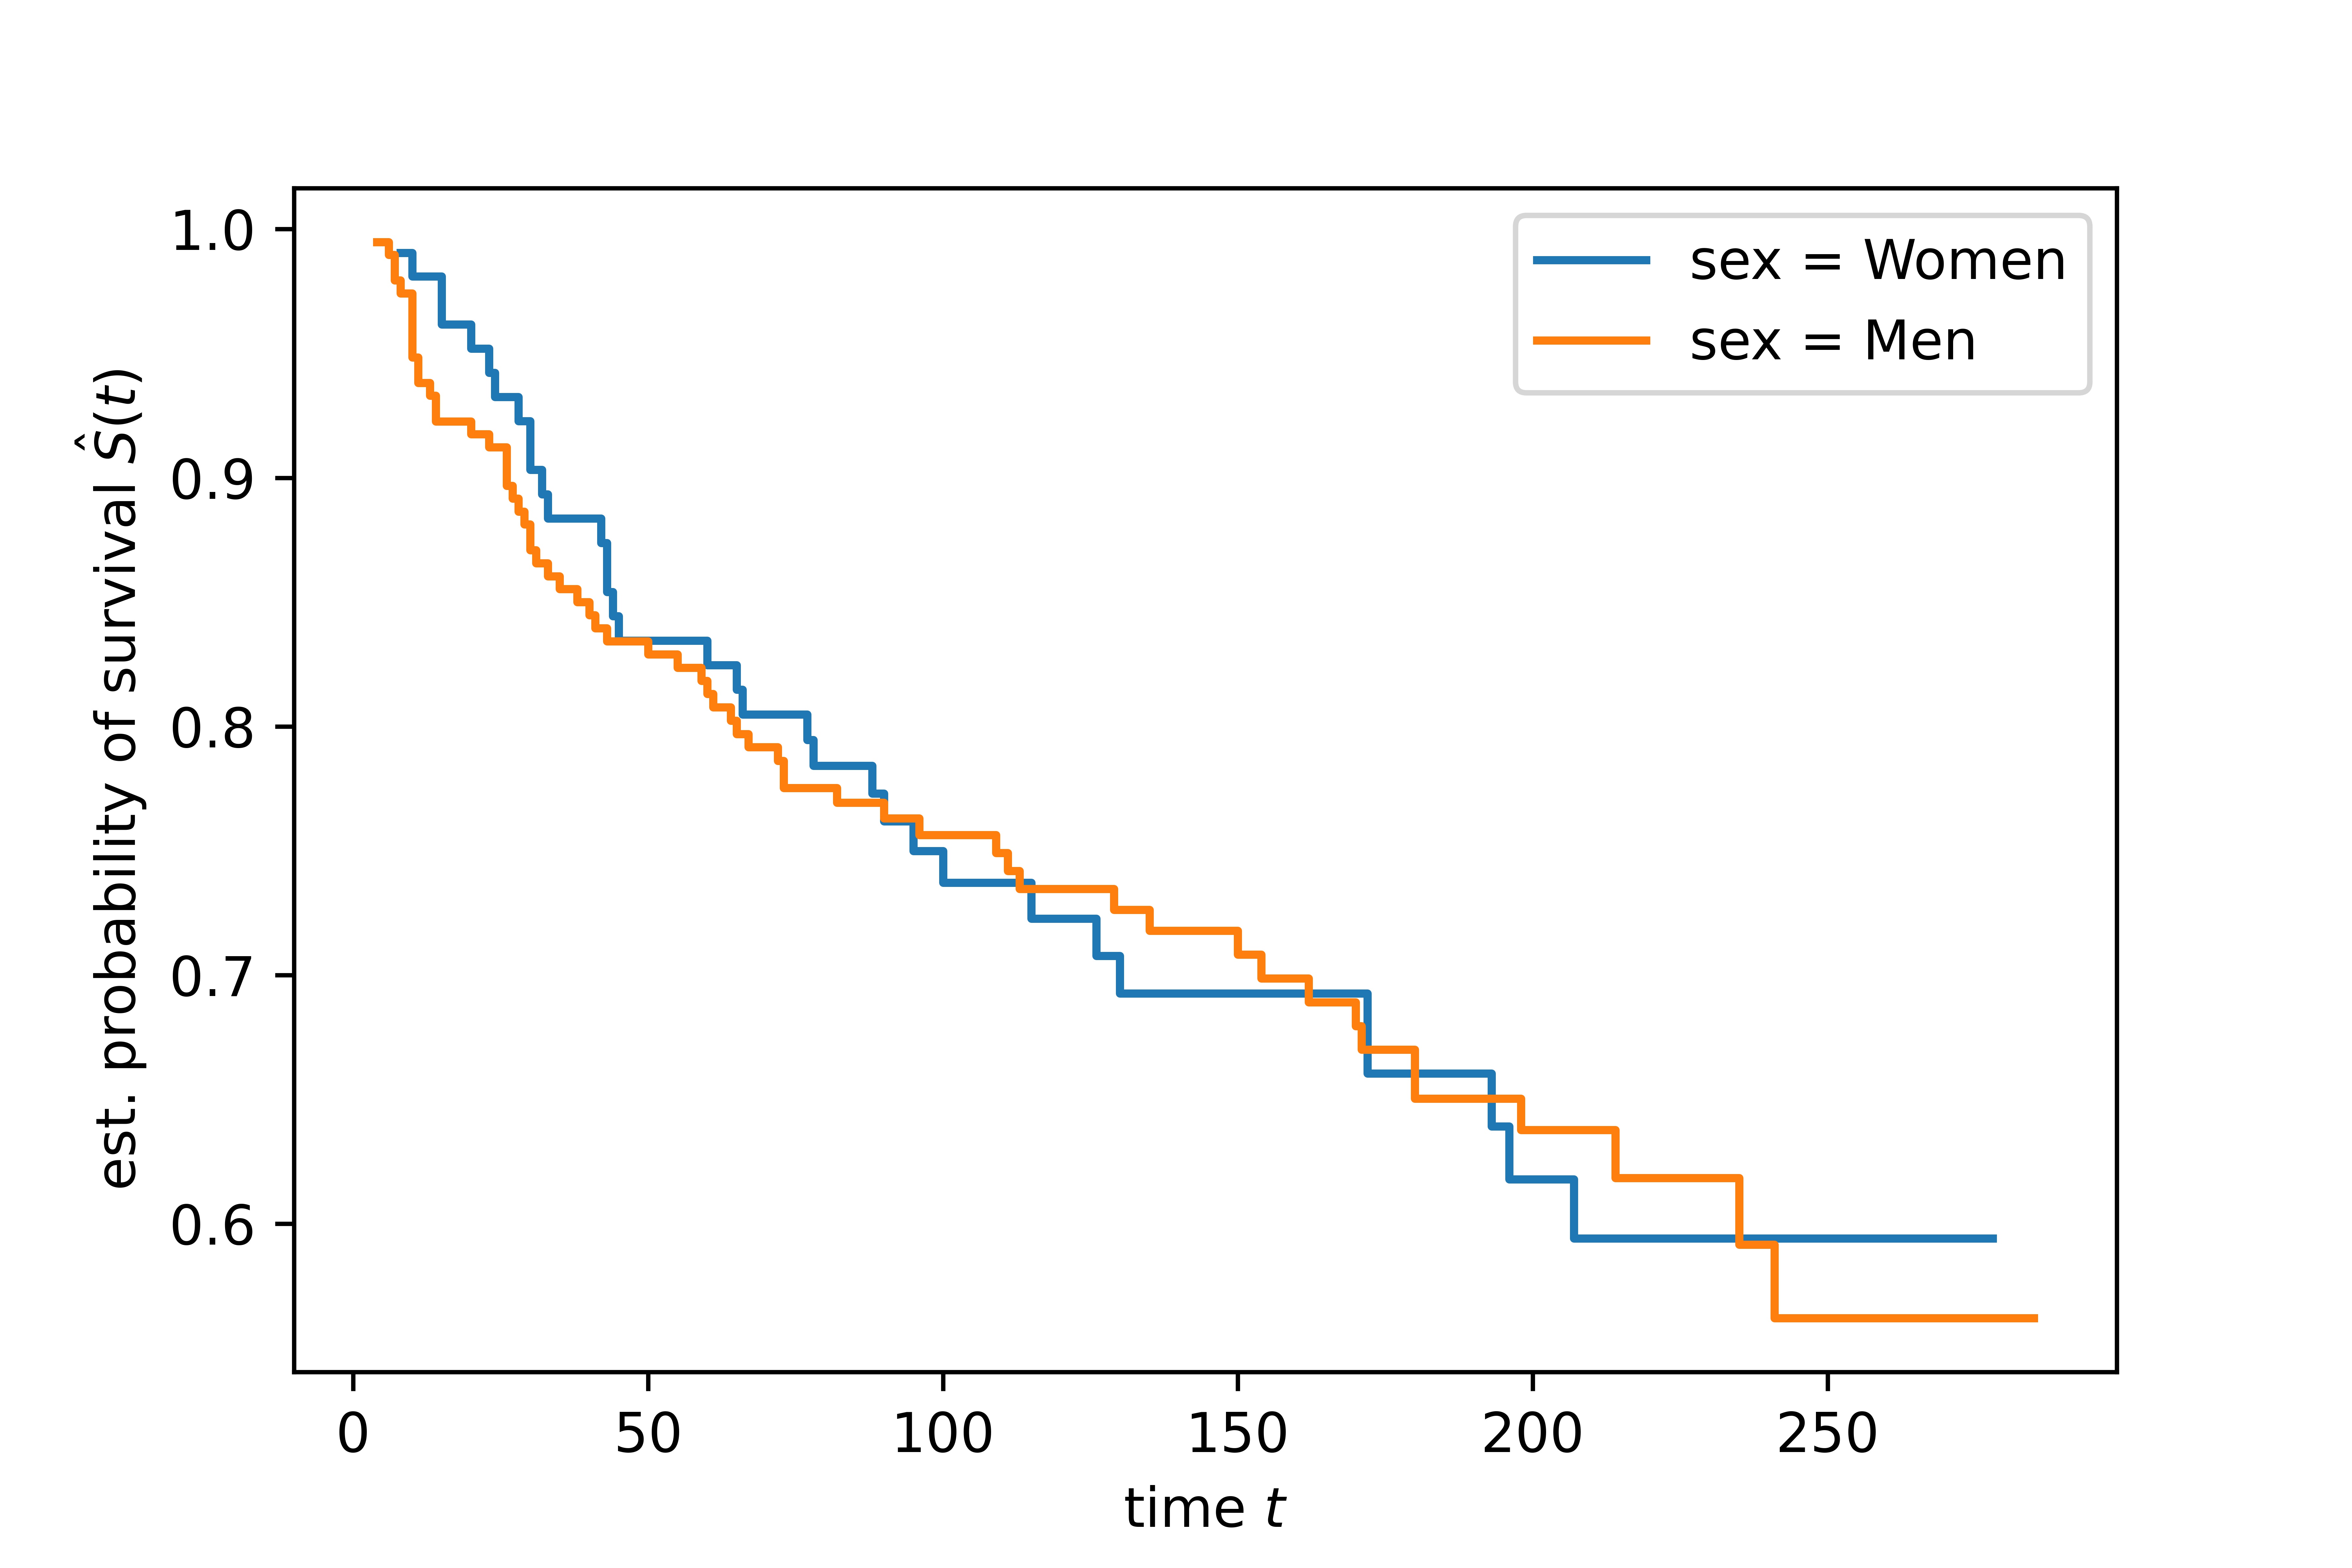 sex = Women
sex = Men
est. probability of survival Ŝ(t)
1.0
0.9
0.8
0.7
0.6
0 50 100 150 200 250
time t